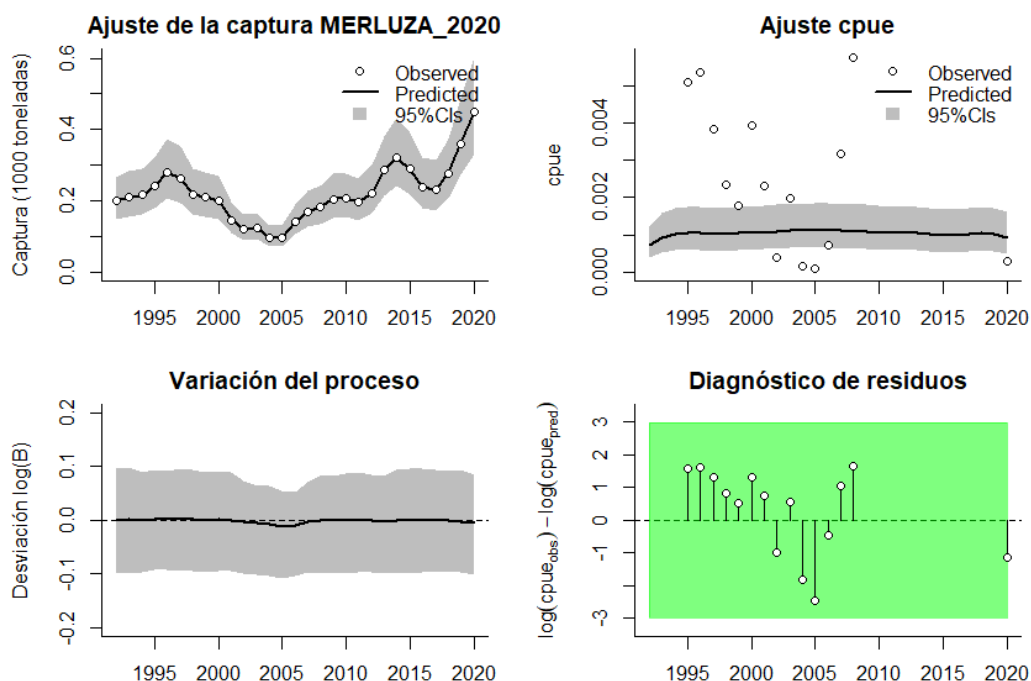 Ajuste de la captura MERLUZA_2020
Captura (1000 toneladas)
0.6
0.4
0.2
0.0
Observed
Predicted
95%CIs
1995 2000 2005 2010 2015 2020
Ajuste cpue
cpue
0.004
0.002
0.000
Observed
Predicted
95%CIs
1995 2000 2005 2010 2015 2020
Variación del proceso
Desviación log(B)
0.2
0.1
0.0
-0.1
-0.2
1995 2000 2005 2010 2015 2020
Diagnóstico de residuos
log(cpue_obs) − log(cpue_pred)
3
2
1
0
-1
-3
1995 2000 2005 2010 2015 2020